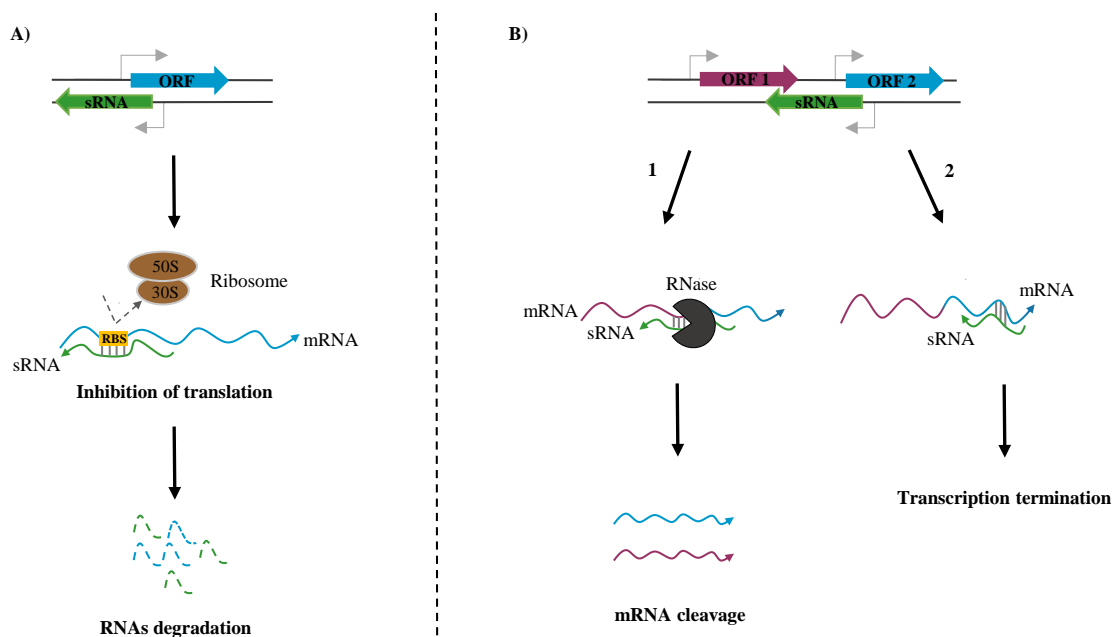 A)
ORF
sRNA
50S
30S
Ribosome
RBS
mRNA
sRNA
Inhibition of translation
RNAs degradation
B)
ORF 1
ORF 2
sRNA
1
2
RNase
mRNA
sRNA
mRNA
sRNA
Transcription termination
mRNA cleavage